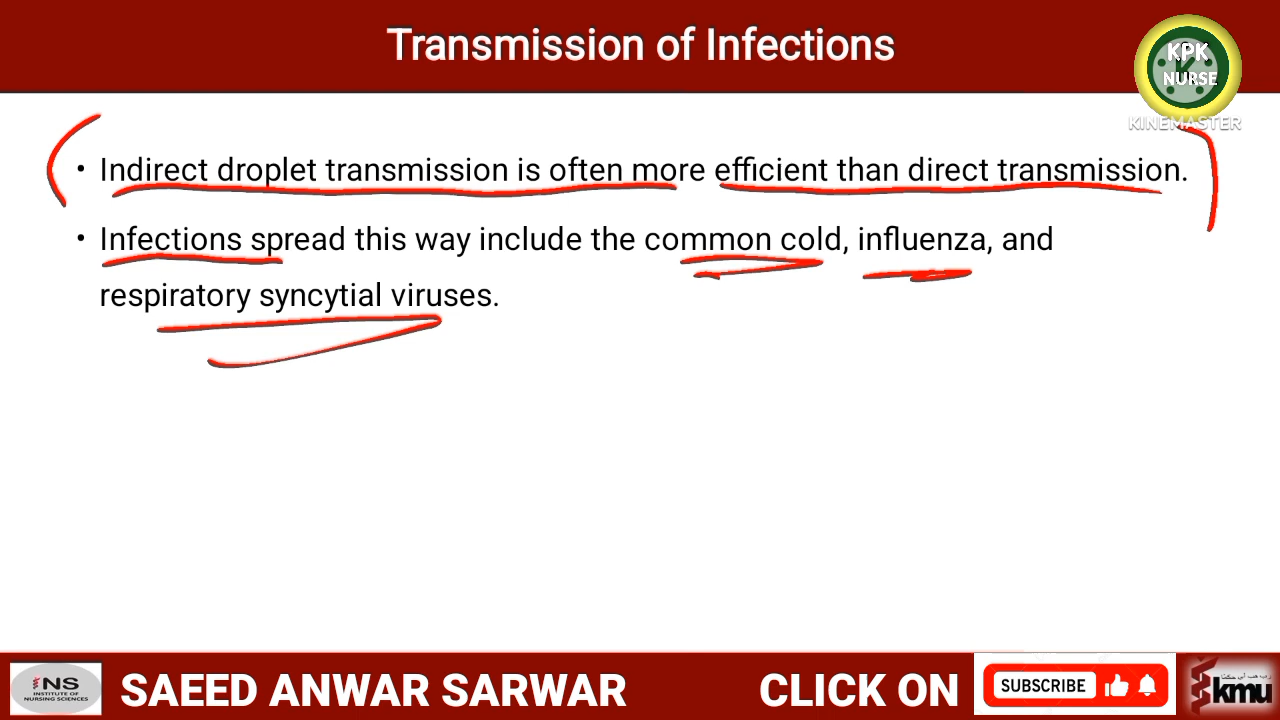 Transmission of Infections
KPK
NURSE
KINEMASTER
• Indirect droplet transmission is often more efficient than direct transmission.
• Infections spread this way include the common cold, influenza, and
respiratory syncytial viruses.
INS
INSTITUTE OF
NURSING SCIENCES
SAEED ANWAR SARWAR
CLICK ON
SUBSCRIBE
kmu